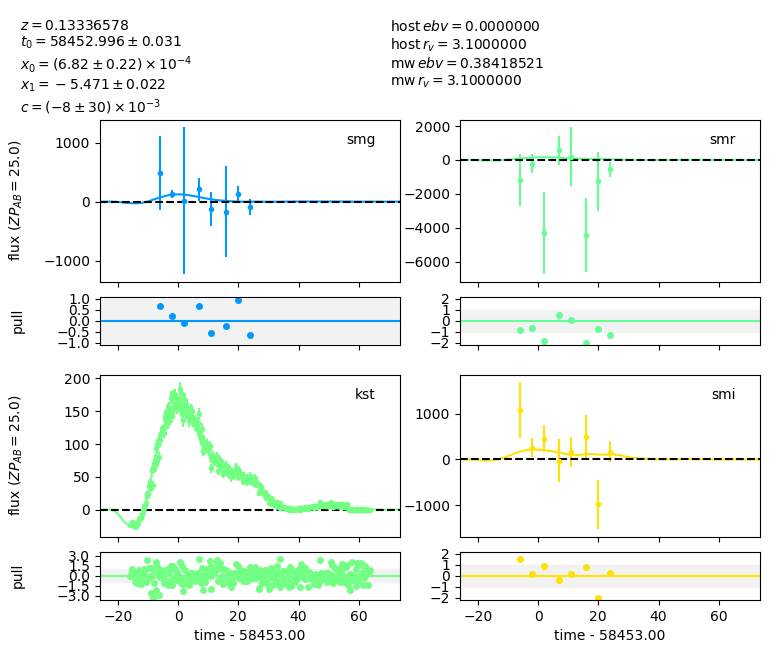 z = 0.13336578
t0 = 58452.996 ± 0.031
x0 = (6.82 ± 0.22) × 10^−4
x1 = −5.471 ± 0.022
c = (−8 ± 30) × 10^−3
host ebv = 0.0000000
host rv = 3.1000000
mw ebv = 0.38418521
mw rv = 3.1000000
smg
flux (ZP_AB = 25.0)
1000
0
−1000
smr
2000
0
−2000
−4000
−6000
pull
1.0
0.5
0.0
−0.5
−1.0
2
1
0
−1
−2
kst
flux (ZP_AB = 25.0)
200
150
100
50
0
smi
1000
0
−1000
pull
3.0
1.5
0.0
−1.5
−3.0
−20 0 20 40 60
time - 58453.00
2
1
0
−1
−2
−20 0 20 40 60
time - 58453.00